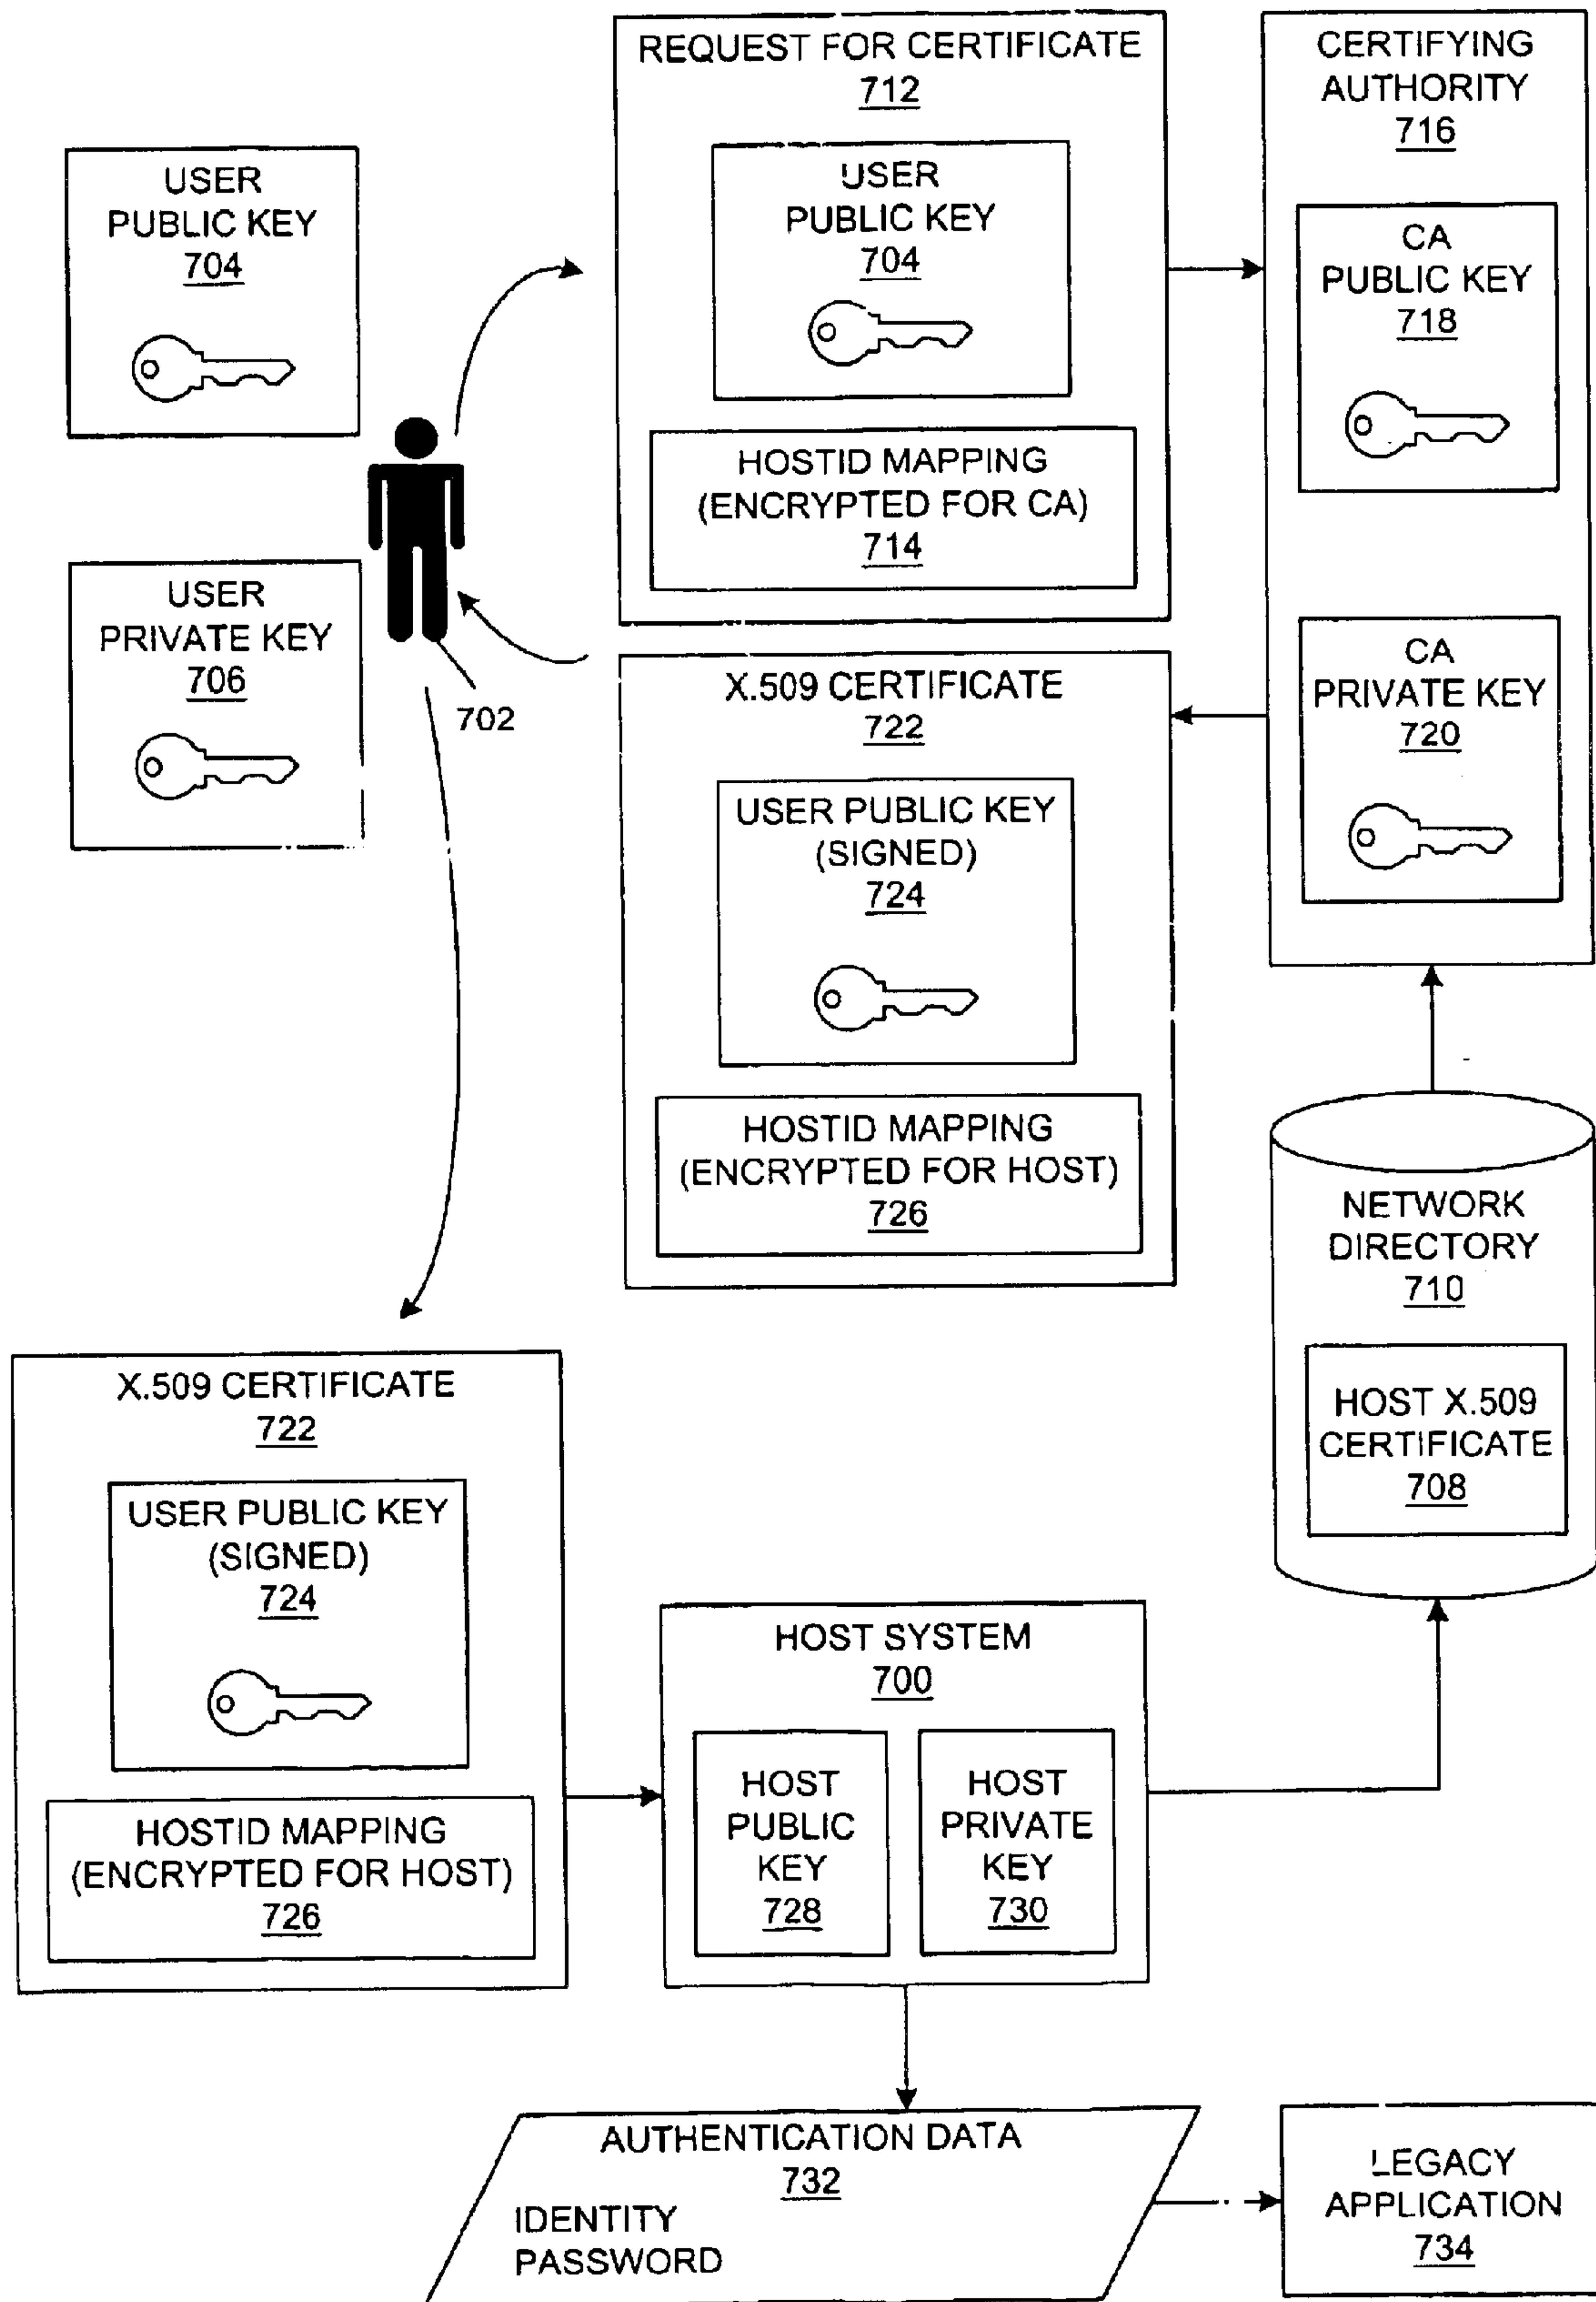 REQUEST FOR CERTIFICATE
712
USER
PUBLIC KEY
704
HOSTID MAPPING
(ENCRYPTED FOR CA)
714
CERTIFYING
AUTHORITY
716
CA
PUBLIC KEY
718
CA
PRIVATE KEY
720
USER
PUBLIC KEY
704
USER
PRIVATE KEY
706
702
X.509 CERTIFICATE
722
USER PUBLIC KEY
(SIGNED)
724
HOSTID MAPPING
(ENCRYPTED FOR HOST)
726
NETWORK
DIRECTORY
710
HOST X.509
CERTIFICATE
708
X.509 CERTIFICATE
722
USER PUBLIC KEY
(SIGNED)
724
HOSTID MAPPING
(ENCRYPTED FOR HOST)
726
HOST SYSTEM
700
HOST
PUBLIC
KEY
728
HOST
PRIVATE
KEY
730
AUTHENTICATION DATA
732
IDENTITY
PASSWORD
LEGACY
APPLICATION
734